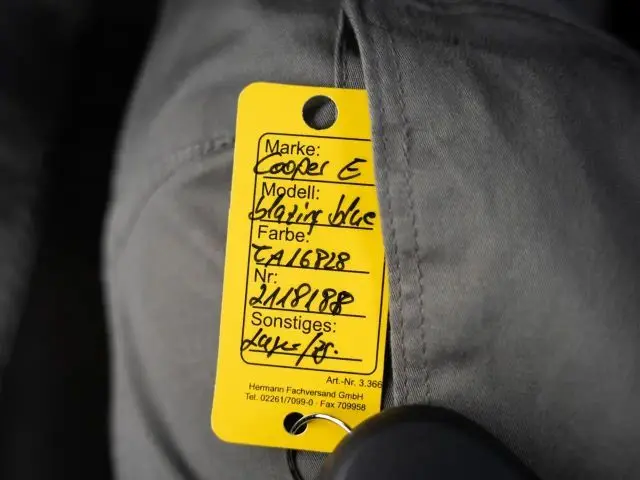 Marke:
Cooper E
Modell:
blazing blue
Farbe:
CA16828
Nr:
2118188
Sonstiges:
Art.-Nr. 3.366
Hermann Fachversand GmbH
Tel. 02261/7099-0 · Fax 709958